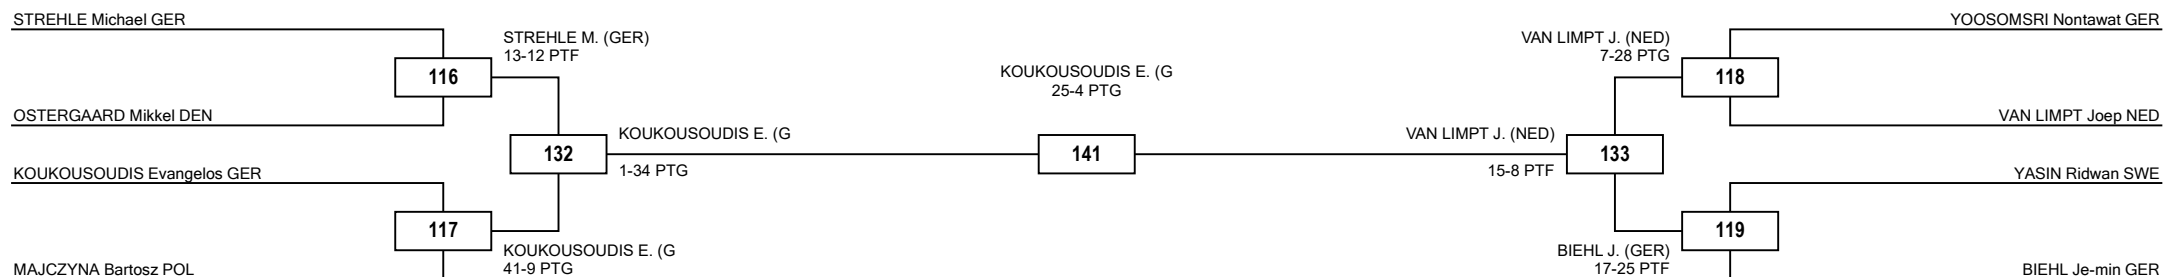 STREHLE Michael GER
STREHLE M. (GER)
13-12 PTF
116
OSTERGAARD Mikkel DEN
KOUKOUSOUDIS E. (G
1-34 PTG
132
KOUKOUSOUDIS Evangelos GER
117
KOUKOUSOUDIS E. (G
41-9 PTG
MAJCZYNA Bartosz POL
KOUKOUSOUDIS E. (G
25-4 PTG
141
YOOSOMSRI Nontawat GER
VAN LIMPT J. (NED)
7-28 PTG
118
VAN LIMPT Joep NED
VAN LIMPT J. (NED)
15-8 PTF
133
YASIN Ridwan SWE
119
BIEHL J. (GER)
17-25 PTF
BIEHL Je-min GER